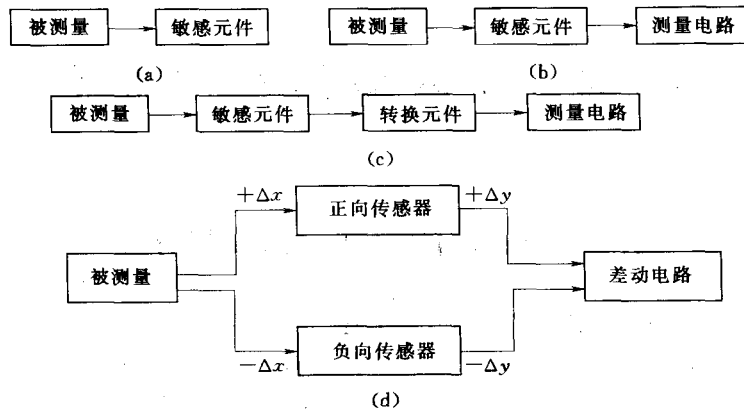 被测量 敏感元件 被测量 敏感元件 测量电路
(a) (b)
被测量 敏感元件 转换元件 测量电路
(c)
+Δx 正向传感器 +Δy
被测量 差动电路
-Δx 负向传感器 -Δy
(d)